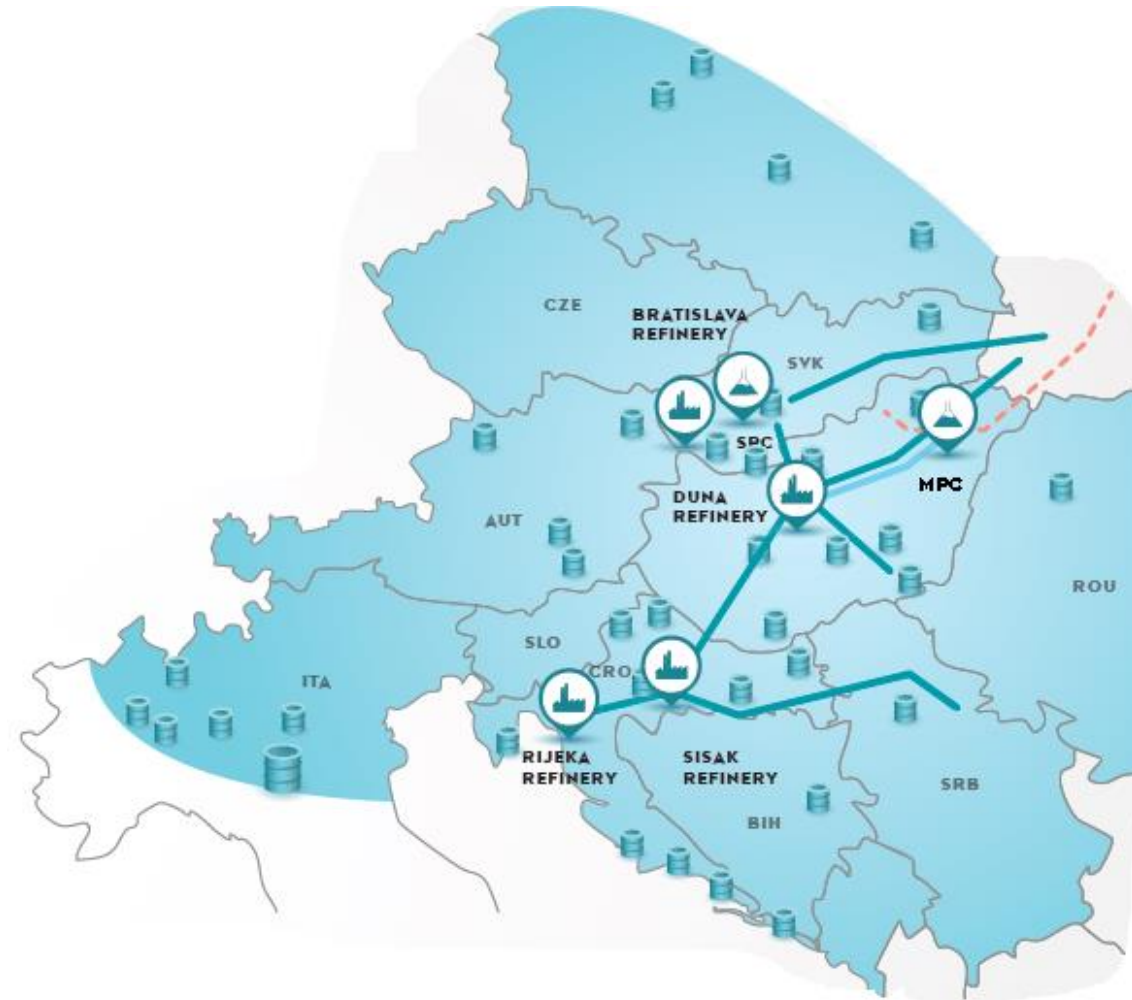 CZE
BRATISLAVA
REFINERY
SVK
SPC
MPC
DUNA
REFINERY
AUT
ROU
SLO
CRO
ITA
RIJEKA
REFINERY
SISAK
REFINERY
SRB
BIH